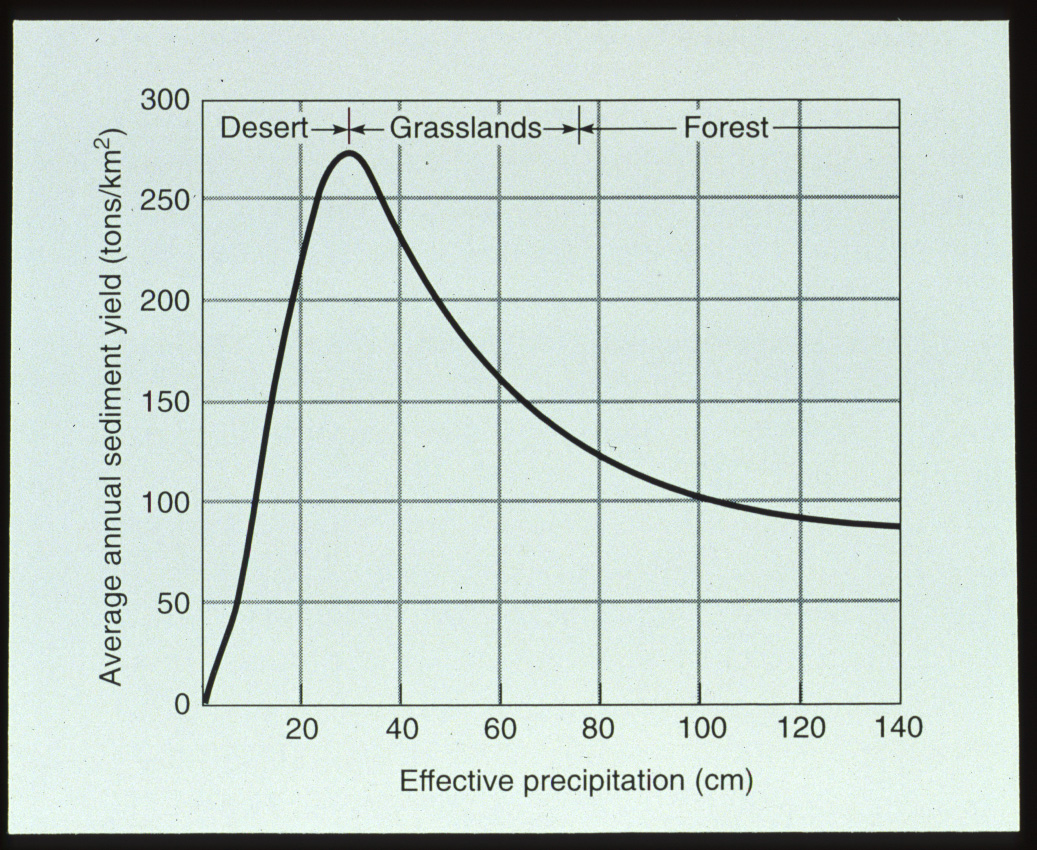 300
Desert
Grasslands
Forest
250
200
150
100
50
0
20 40 60 80 100 120 140
Average annual sediment yield (tons/km²)
Effective precipitation (cm)